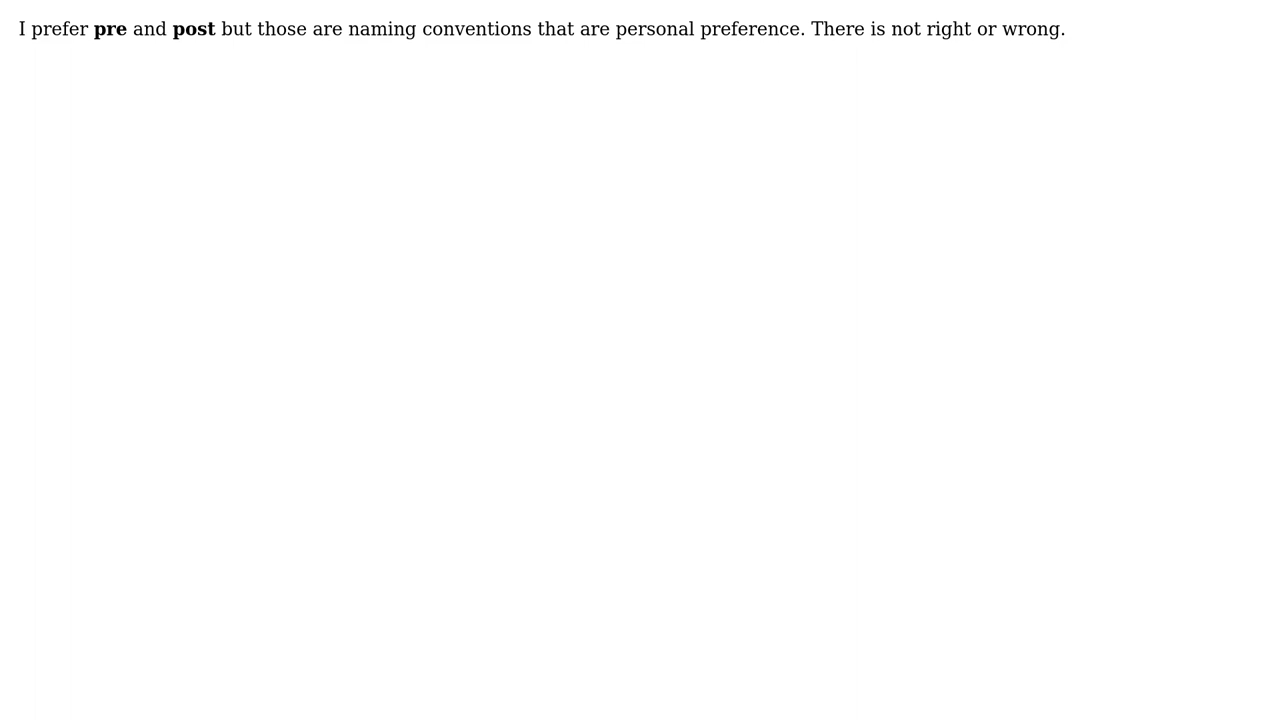 I prefer pre and post but those are naming conventions that are personal preference. There is not right or wrong.